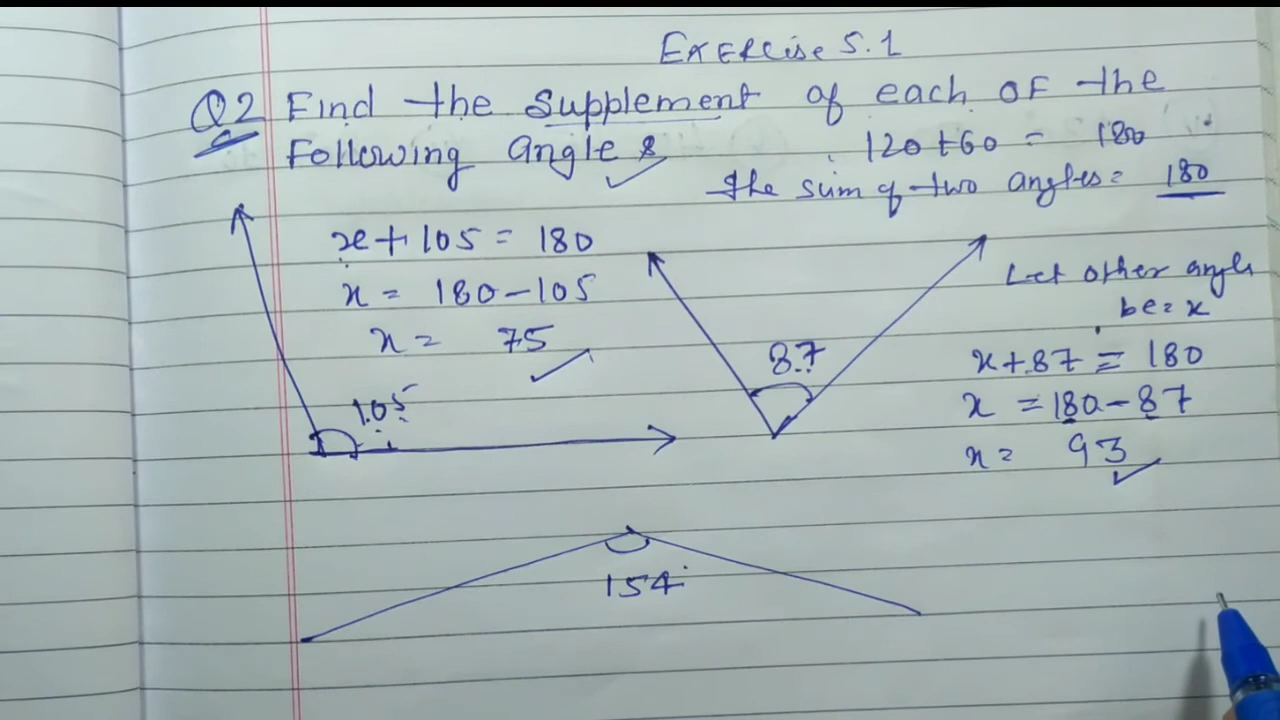 Exercise 5.1
Q2 Find the Supplement of each of the
Following angle :
120 + 60 = 180
the sum of two angles = 180
x + 105 = 180
x = 180 - 105
x = 75
105
87
Let other angle
be = x
x + 87 = 180
x = 180 - 87
x = 93
154°